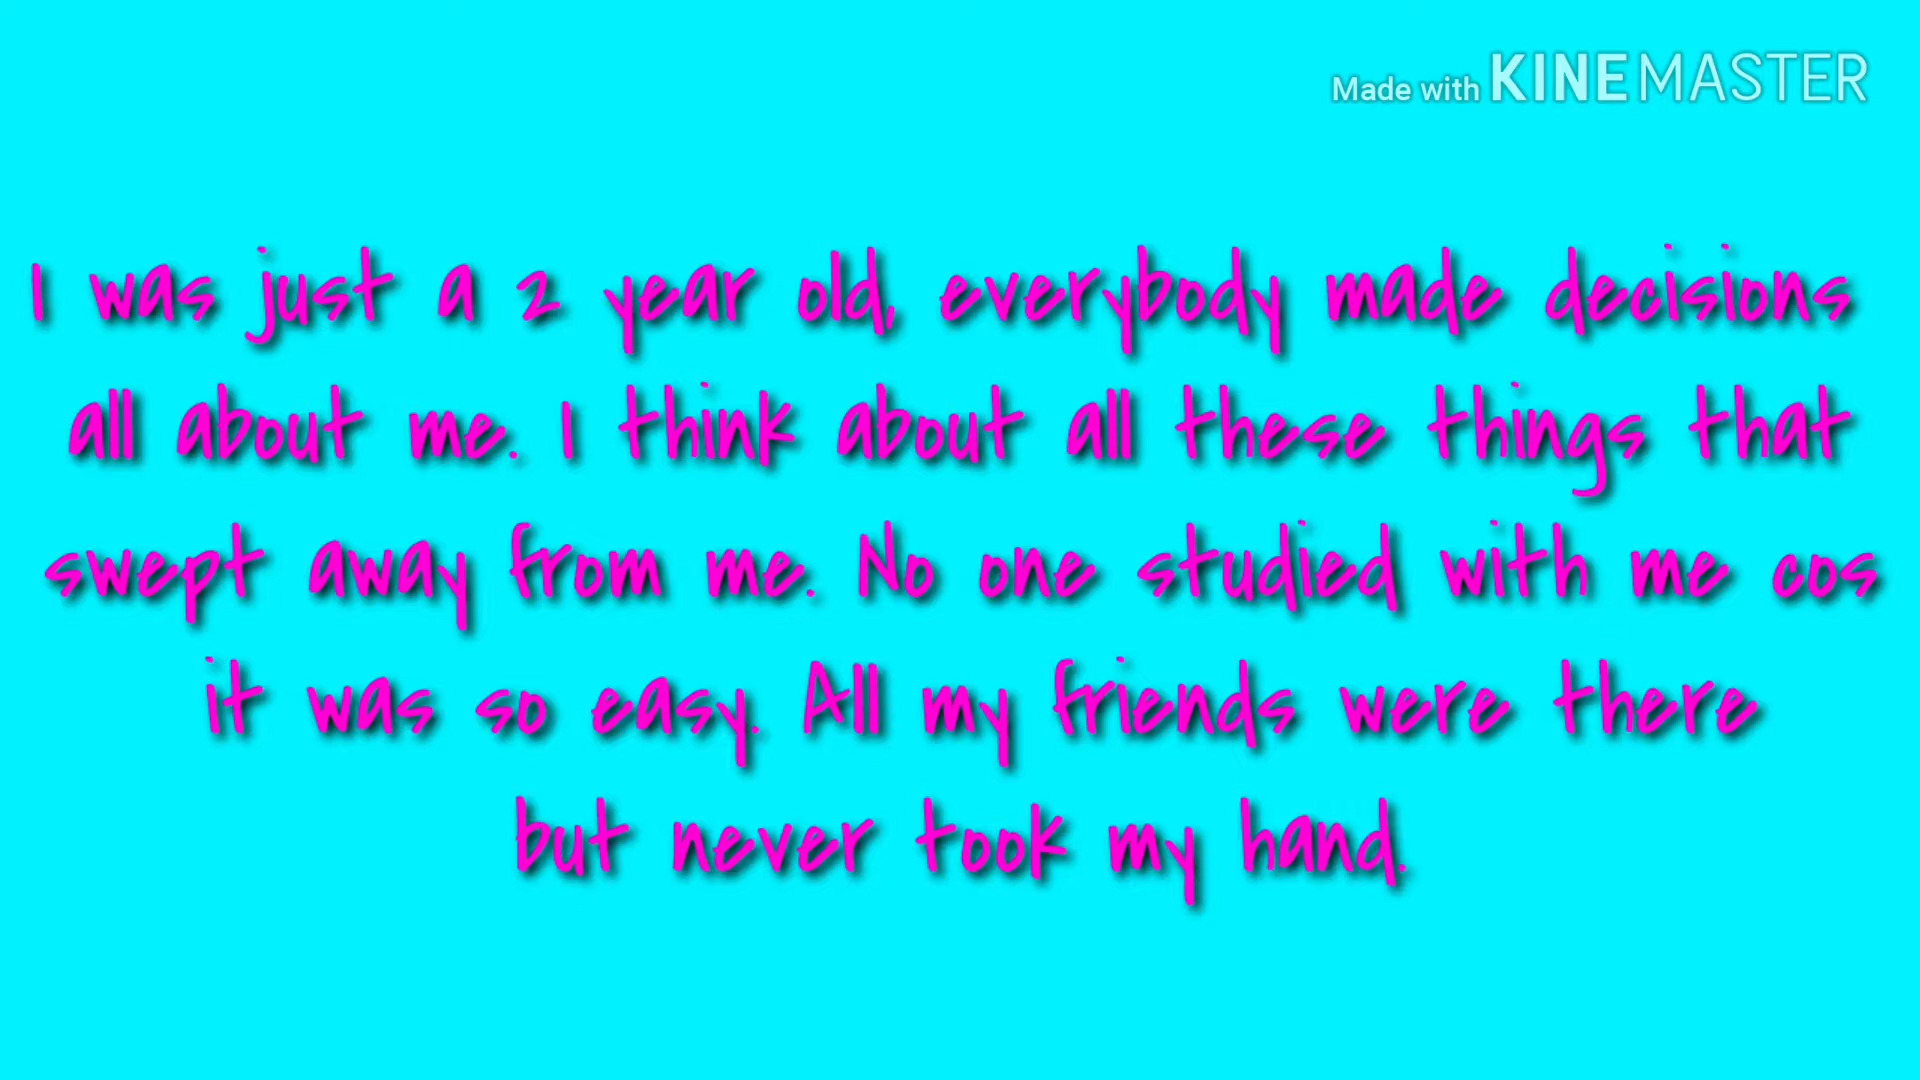 Made with KINEMASTER
I was just a 2 year old, everybody made decisions
all about me. I think about all these things that
swept away from me. No one studied with me cos
it was so easy. All my friends were there
but never took my hand.